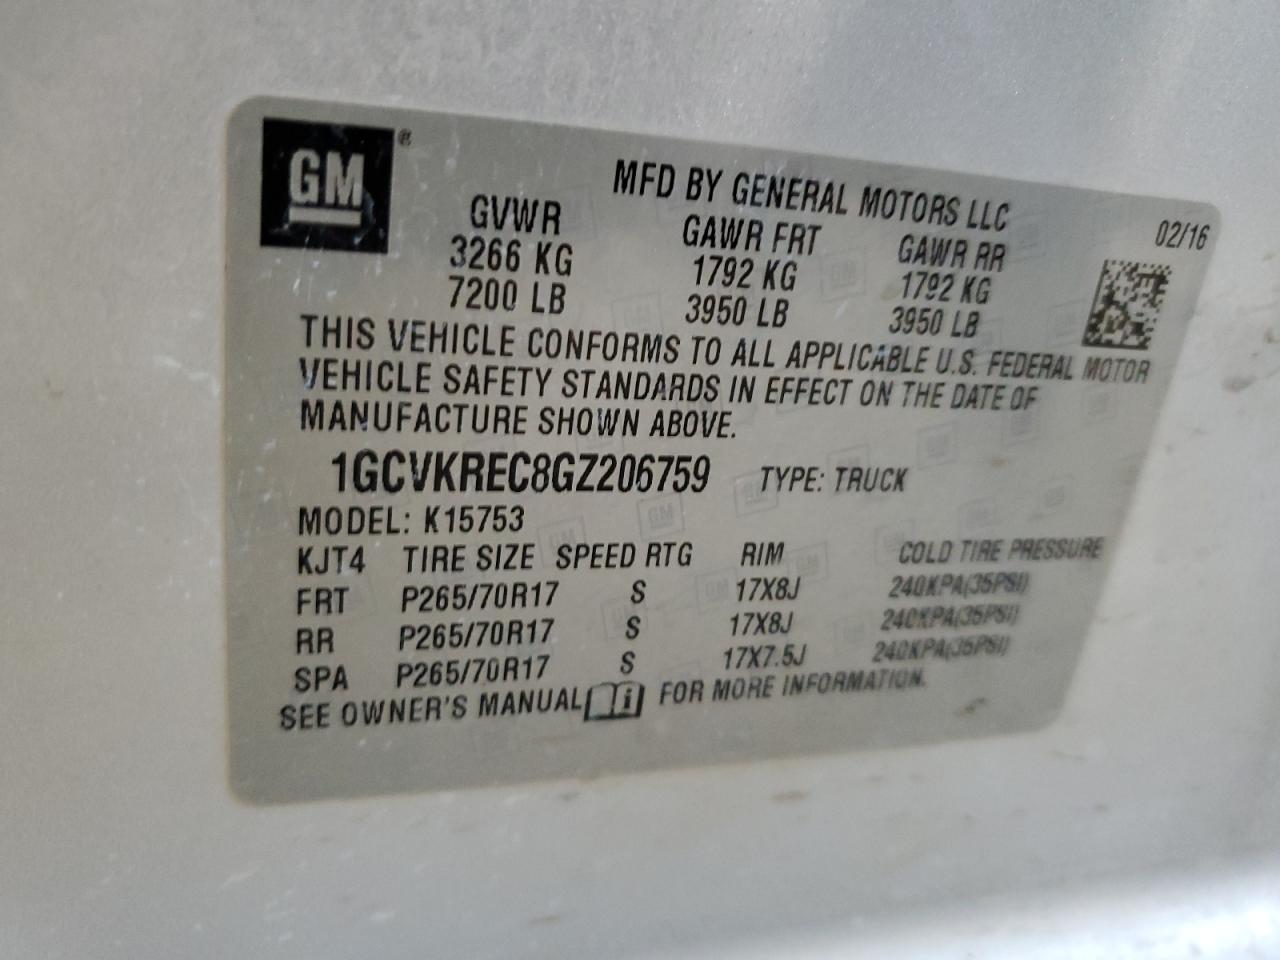 GM ®
MFD BY GENERAL MOTORS LLC
02/16
GVWR GAWR FRT GAWR RR
3266 KG 1792 KG 1792 KG
7200 LB 3950 LB 3950 LB
THIS VEHICLE CONFORMS TO ALL APPLICABLE U.S. FEDERAL MOTOR
VEHICLE SAFETY STANDARDS IN EFFECT ON THE DATE OF
MANUFACTURE SHOWN ABOVE.
1GCVKREC8GZ206759 TYPE: TRUCK
MODEL: K15753
KJT4 TIRE SIZE SPEED RTG RIM COLD TIRE PRESSURE
FRT P265/70R17 S 17X8J 240KPA(35PSI)
RR P265/70R17 S 17X8J 240KPA(35PSI)
SPA P265/70R17 S 17X7.5J 240KPA(35PSI)
SEE OWNER'S MANUAL i FOR MORE INFORMATION.